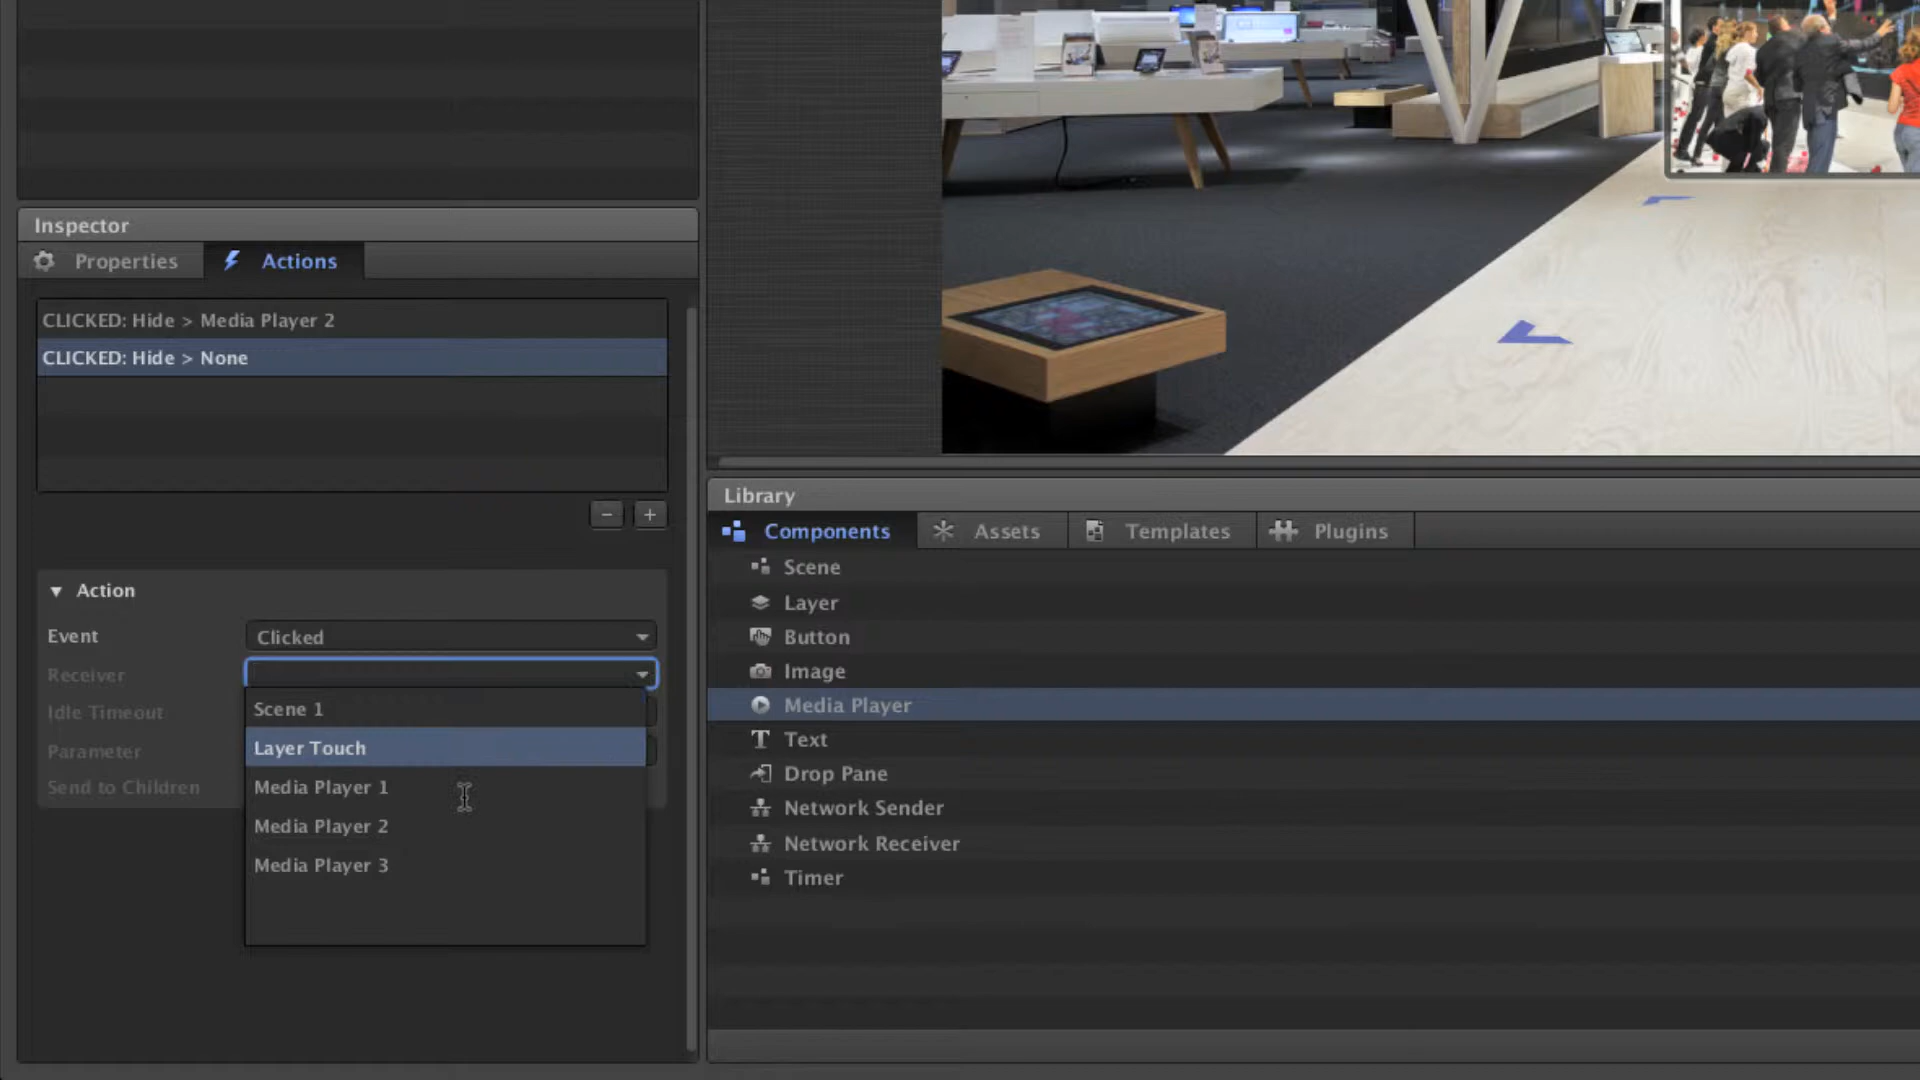 Inspector
Properties
Actions
CLICKED: Hide > Media Player 2
CLICKED: Hide > None
Action
Event
Clicked
Receiver
Idle Timeout
Parameter
Send to Children
Scene 1
Layer Touch
Media Player 1
Media Player 2
Media Player 3
Library
Components
Assets
Templates
Plugins
Scene
Layer
Button
Image
Media Player
Text
Drop Pane
Network Sender
Network Receiver
Timer